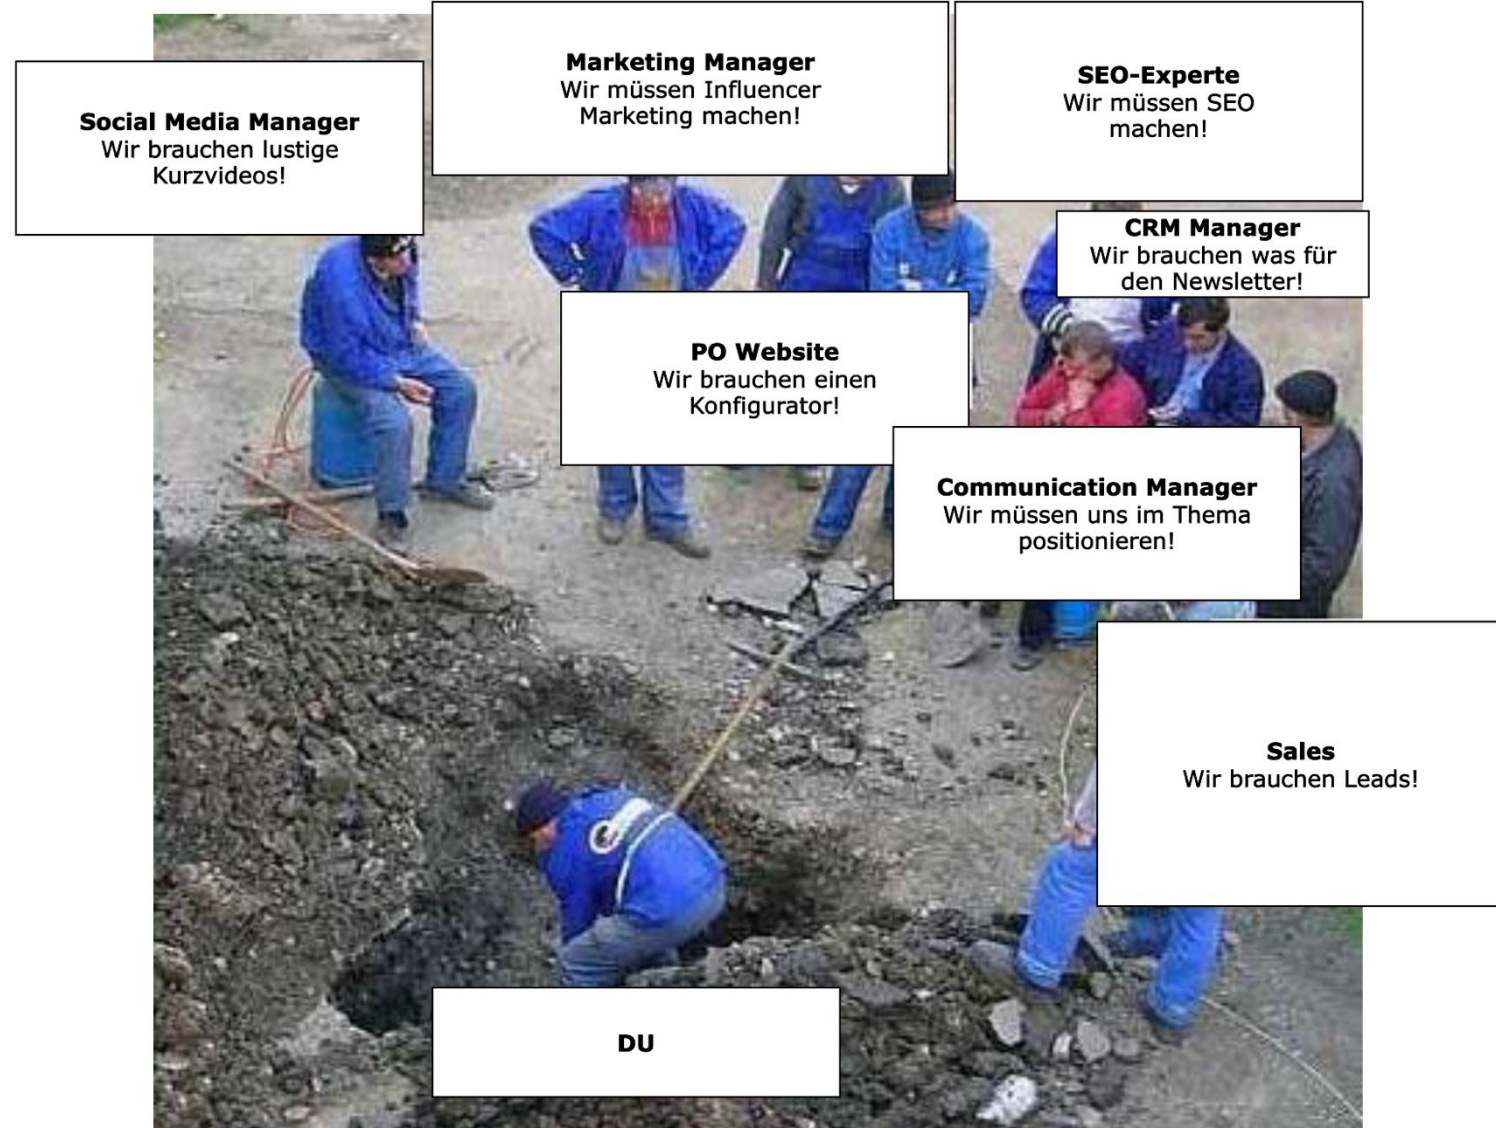 Social Media Manager
Wir brauchen lustige
Kurzvideos!
Marketing Manager
Wir müssen Influencer
Marketing machen!
SEO-Experte
Wir müssen SEO
machen!
CRM Manager
Wir brauchen was für
den Newsletter!
PO Website
Wir brauchen einen
Konfigurator!
Communication Manager
Wir müssen uns im Thema
positionieren!
Sales
Wir brauchen Leads!
DU